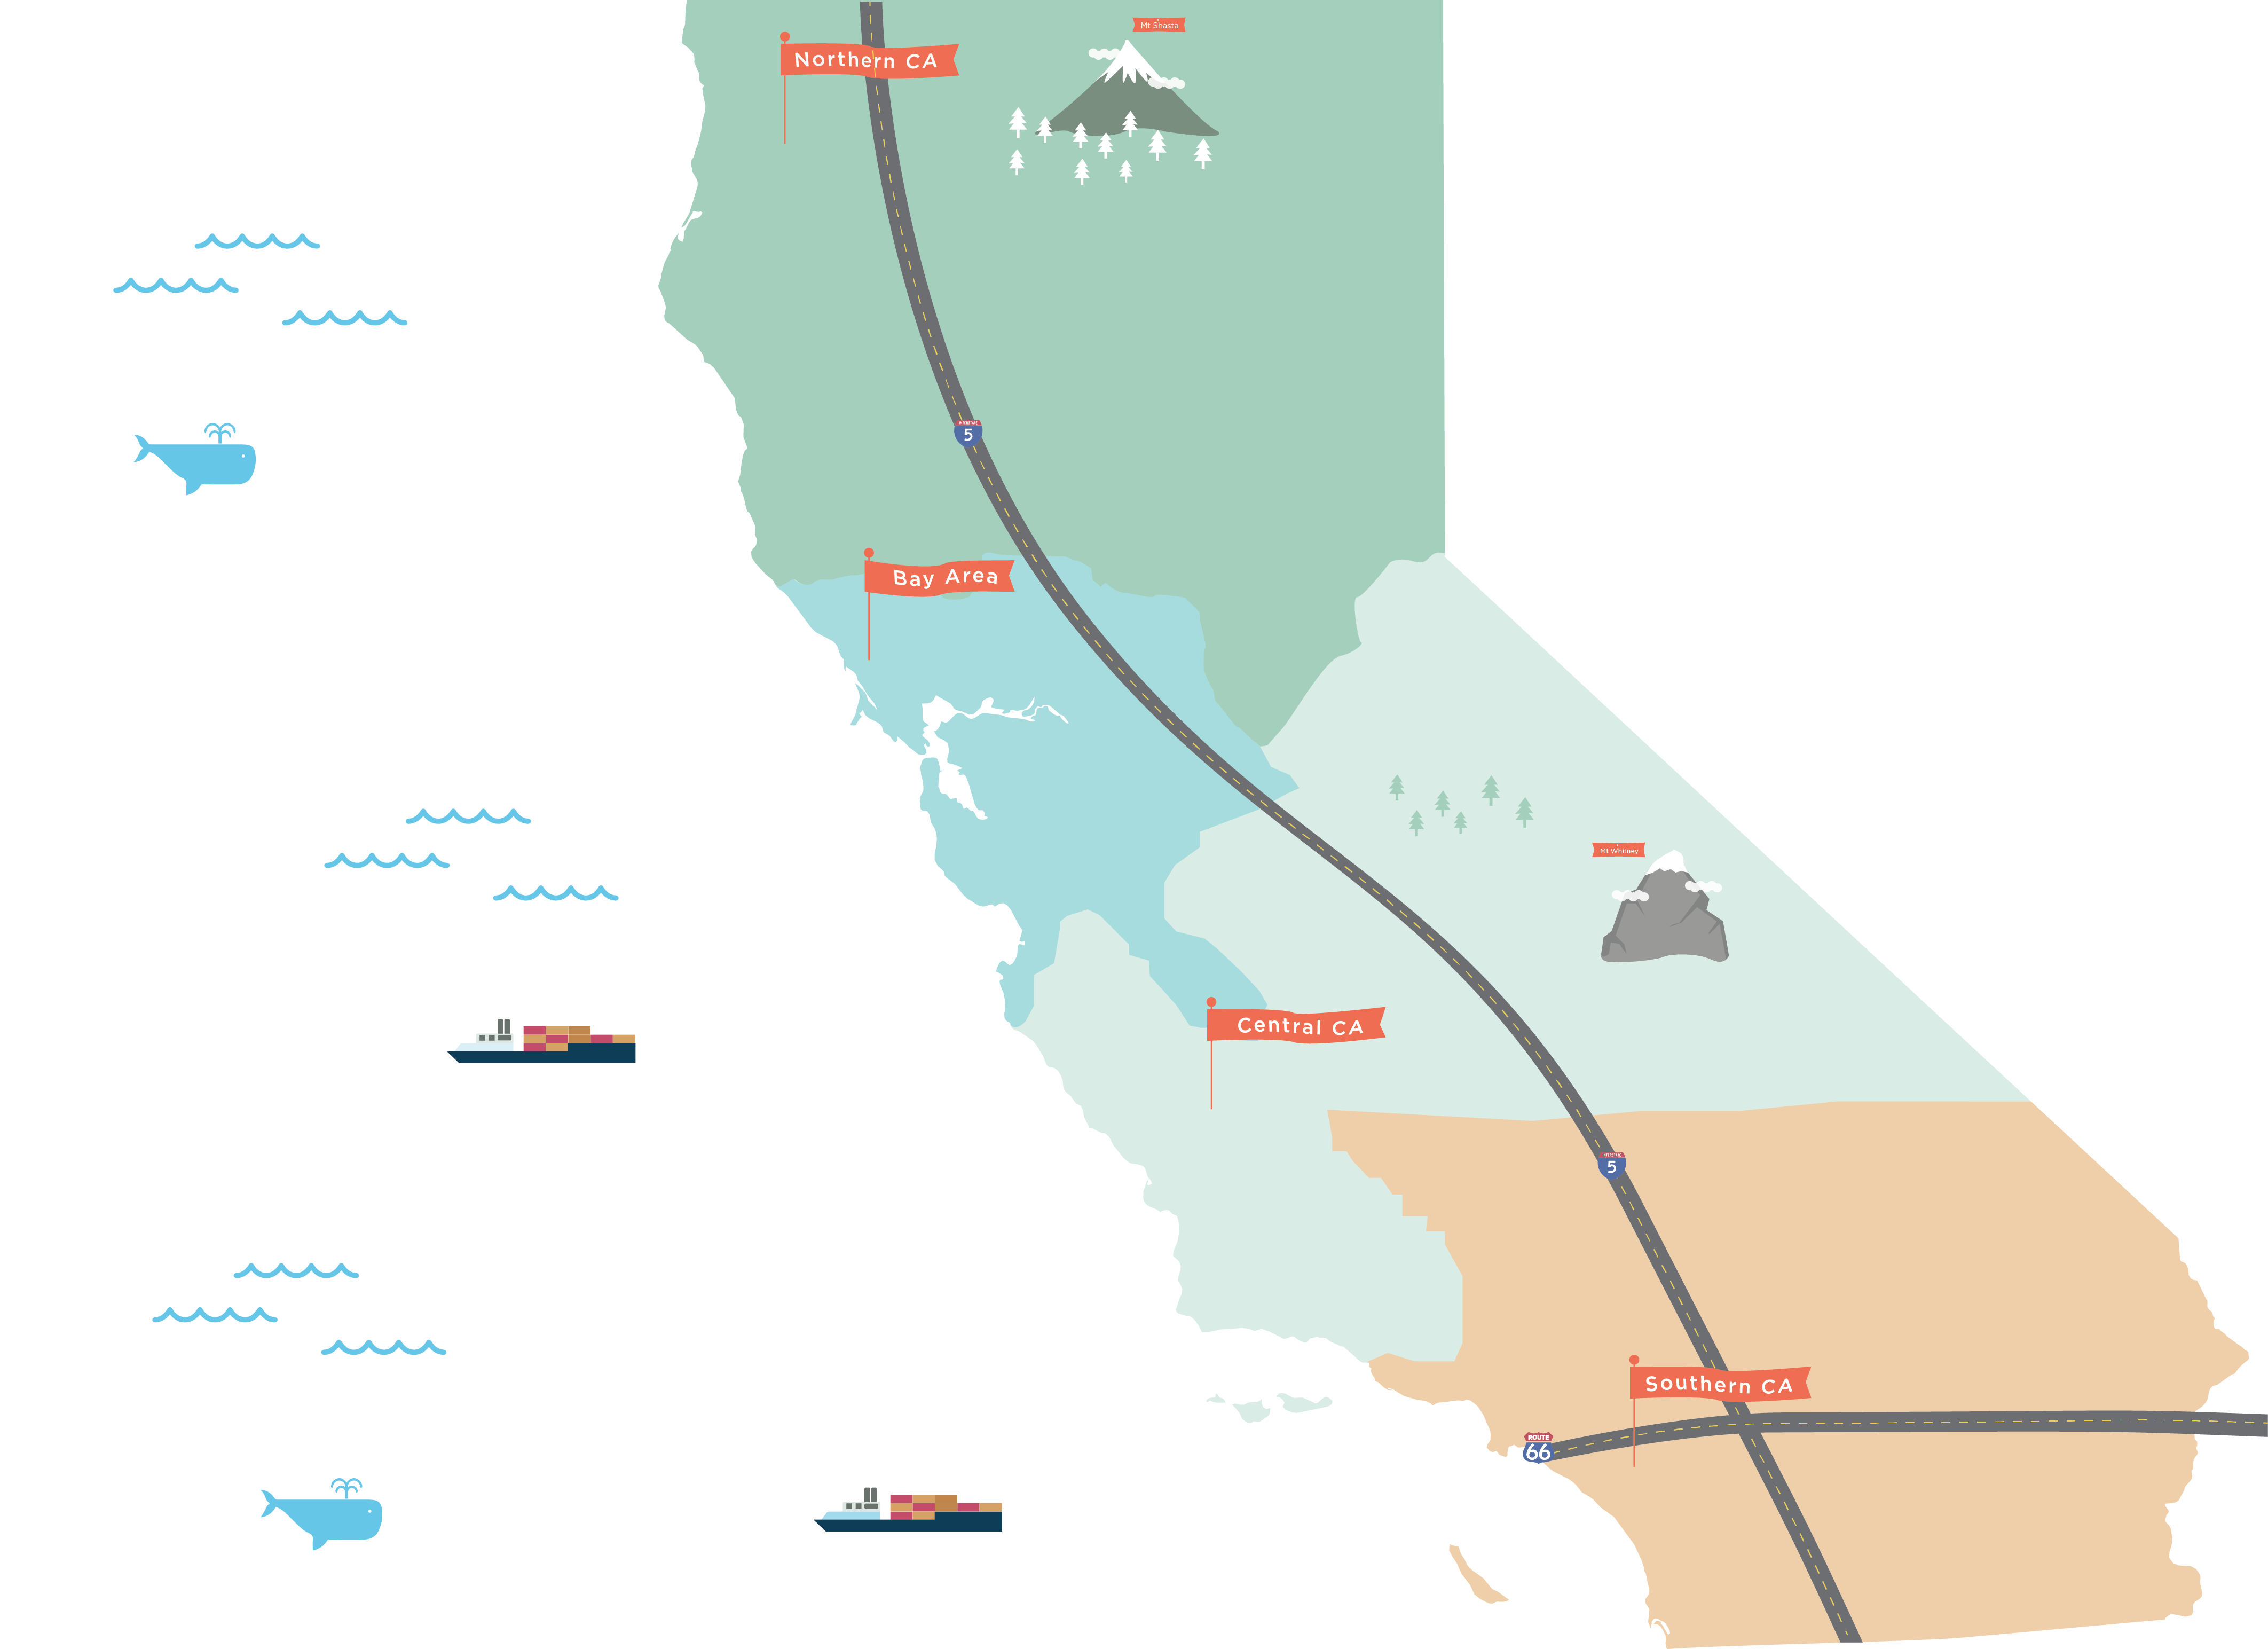 Mt Shasta
Northern CA
INTERSTATE
5
Bay Area
Mt Whitney
Central CA
INTERSTATE
5
Southern CA
ROUTE
66